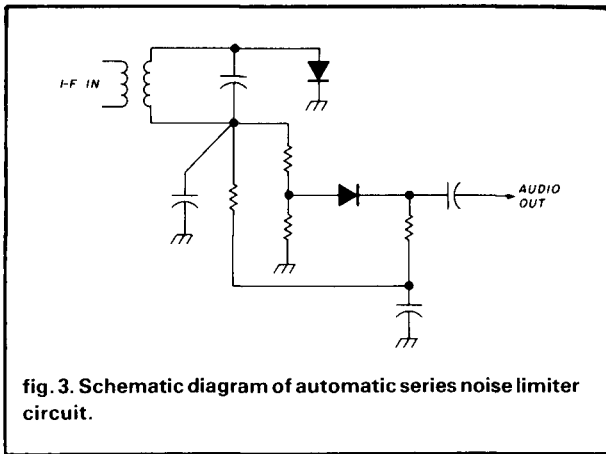 I-F IN
AUDIO
OUT
fig. 3. Schematic diagram of automatic series noise limiter
circuit.